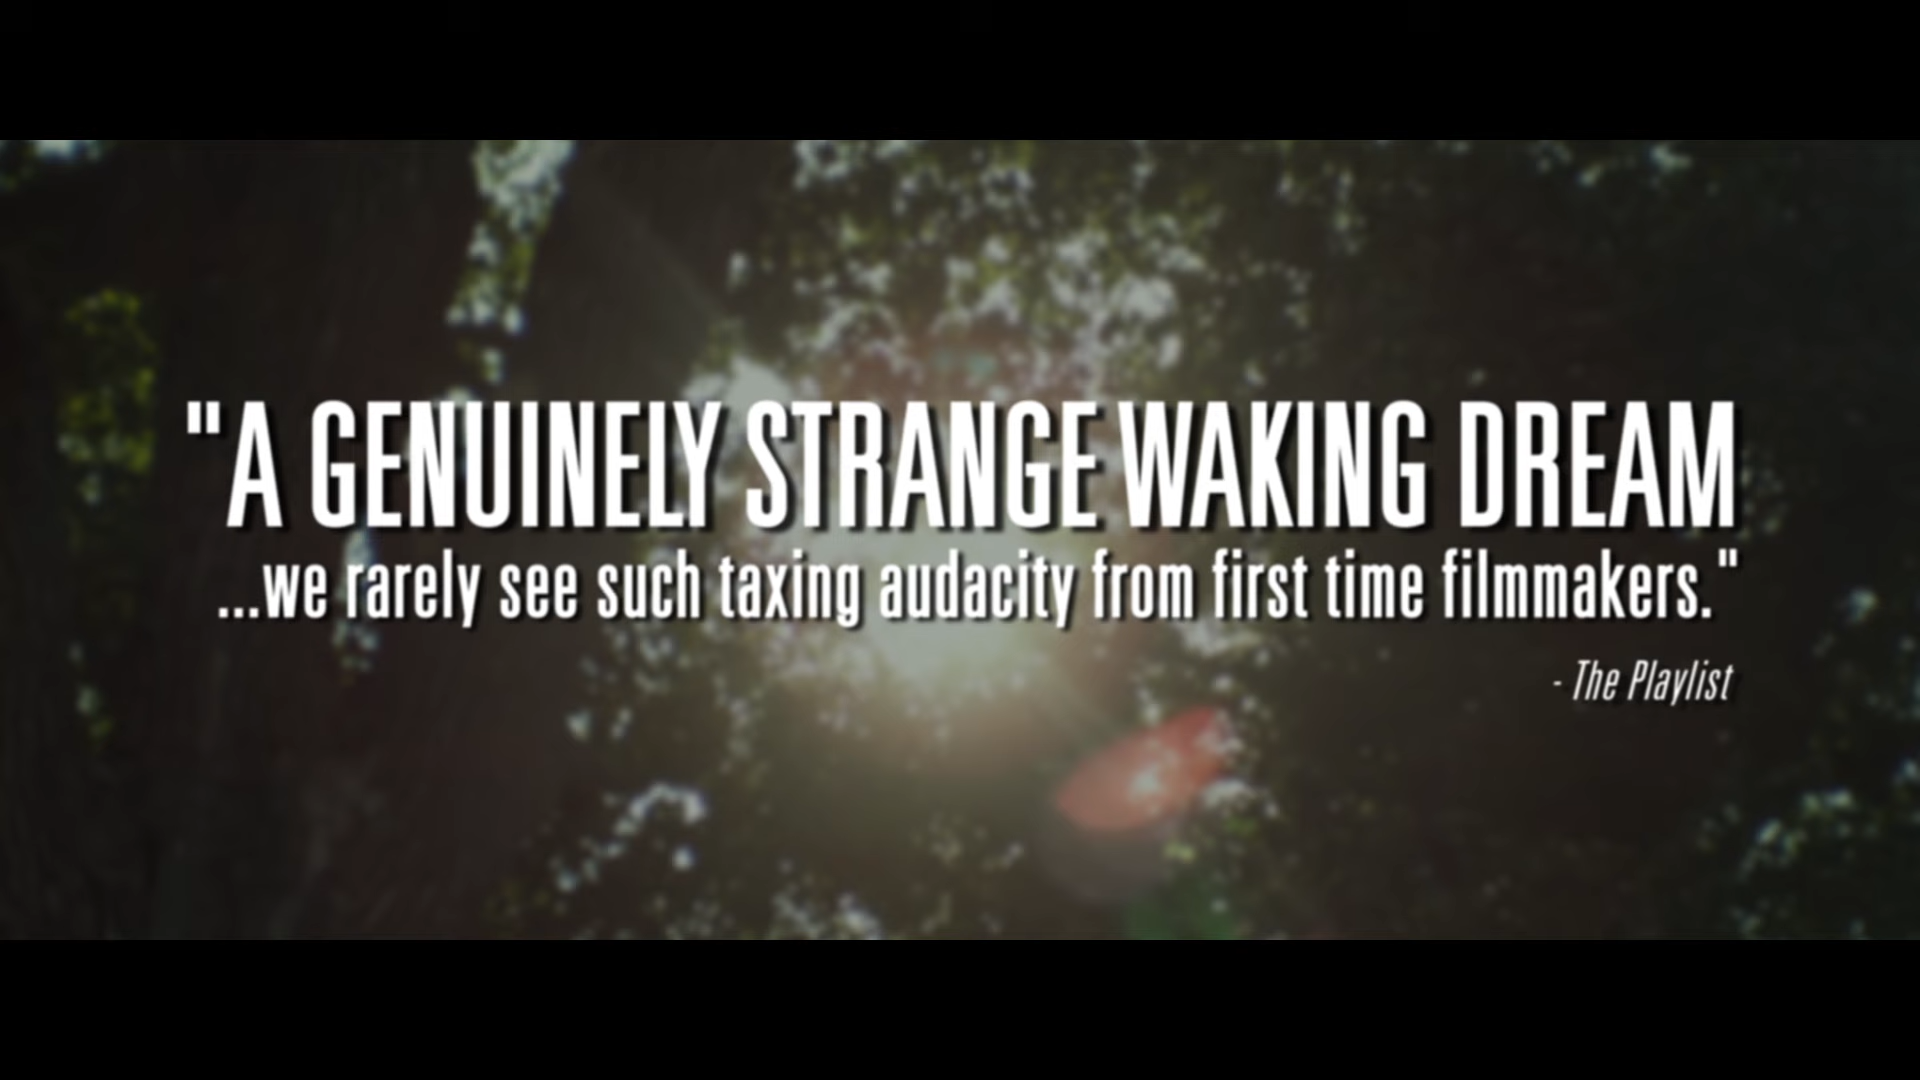 "A GENUINELY STRANGE WAKING DREAM
...we rarely see such taxing audacity from first time filmmakers."
- The Playlist